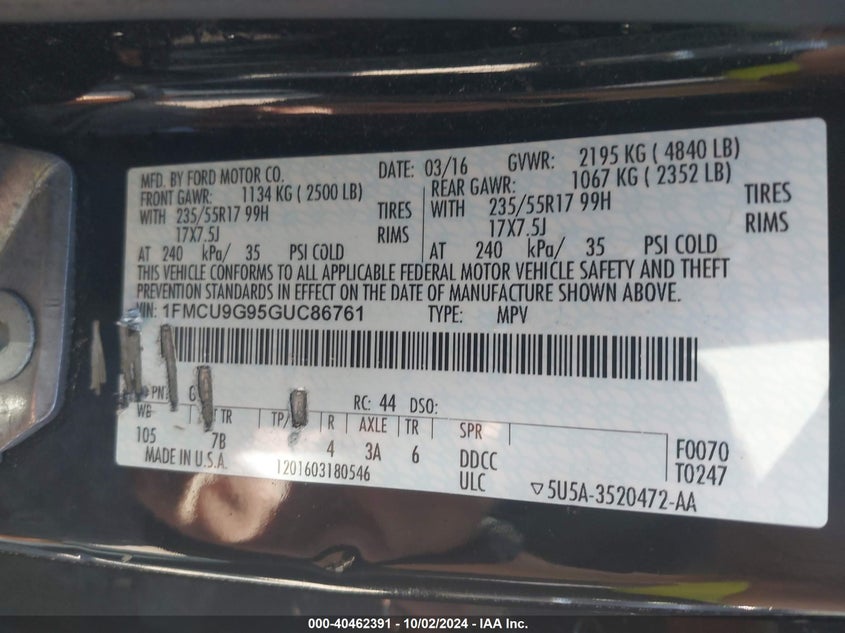 MFD. BY FORD MOTOR CO. DATE: 03/16 GVWR: 2195 KG ( 4840 LB)
FRONT GAWR: 1134 KG ( 2500 LB) REAR GAWR: 1067 KG ( 2352 LB)
WITH 235/55R17 99H TIRES WITH 235/55R17 99H TIRES
17X7.5J RIMS 17X7.5J RIMS
AT 240 kPa/ 35 PSI COLD AT 240 kPa/ 35 PSI COLD
THIS VEHICLE CONFORMS TO ALL APPLICABLE FEDERAL MOTOR VEHICLE SAFETY AND THEFT
PREVENTION STANDARDS IN EFFECT ON THE DATE OF MANUFACTURE SHOWN ABOVE.
VIN: 1FMCU9G95GUC86761 TYPE: MPV
PNT: RC: 44 DSO:
WB TR TP/ R AXLE TR SPR
105 7B 4 3A 6 DDCC F0070
MADE IN U.S.A. 1201603180546 ULC T0247
▽5U5A-3520472-AA
000-40462391 - 10/02/2024 - IAA Inc.